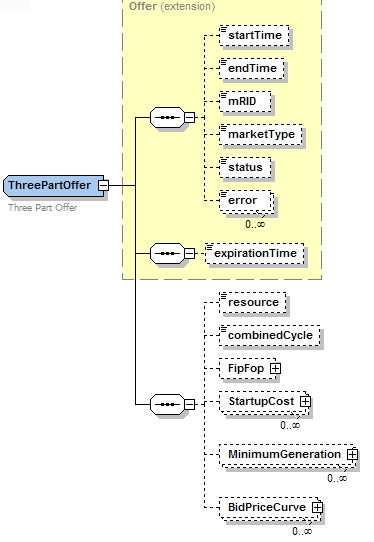 Offer (extension)
startTime
endTime
mRID
marketType
status
error
0..∞
ThreePartOffer
Three Part Offer
expirationTime
resource
combinedCycle
FipFop
StartupCost
0..∞
MinimumGeneration
0..∞
BidPriceCurve
0..∞